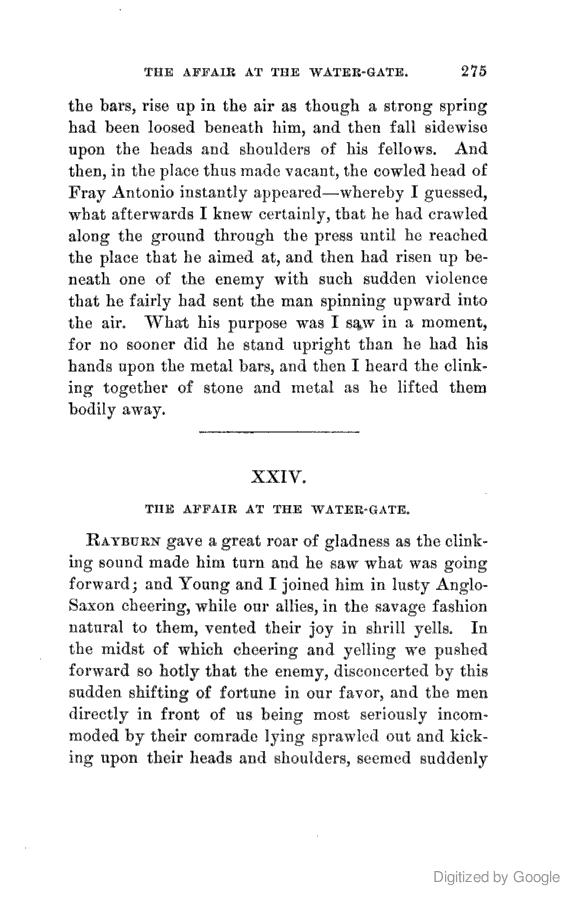 THE AFFAIR AT THE WATER-GATE. 275
the bars, rise up in the air as though a strong spring
had been loosed beneath him, and then fall sidewise
upon the heads and shoulders of his fellows. And
then, in the place thus made vacant, the cowled head of
Fray Antonio instantly appeared—whereby I guessed,
what afterwards I knew certainly, that he had crawled
along the ground through the press until he reached
the place that he aimed at, and then had risen up be-
neath one of the enemy with such sudden violence
that he fairly had sent the man spinning upward into
the air. What his purpose was I saw in a moment,
for no sooner did he stand upright than he had his
hands upon the metal bars, and then I heard the clink-
ing together of stone and metal as he lifted them
bodily away.
XXIV.
THE AFFAIR AT THE WATER-GATE.
RAYBURN gave a great roar of gladness as the clink-
ing sound made him turn and he saw what was going
forward; and Young and I joined him in lusty Anglo-
Saxon cheering, while our allies, in the savage fashion
natural to them, vented their joy in shrill yells. In
the midst of which cheering and yelling we pushed
forward so hotly that the enemy, disconcerted by this
sudden shifting of fortune in our favor, and the men
directly in front of us being most seriously incom-
moded by their comrade lying sprawled out and kick-
ing upon their heads and shoulders, seemed suddenly
Digitized by Google